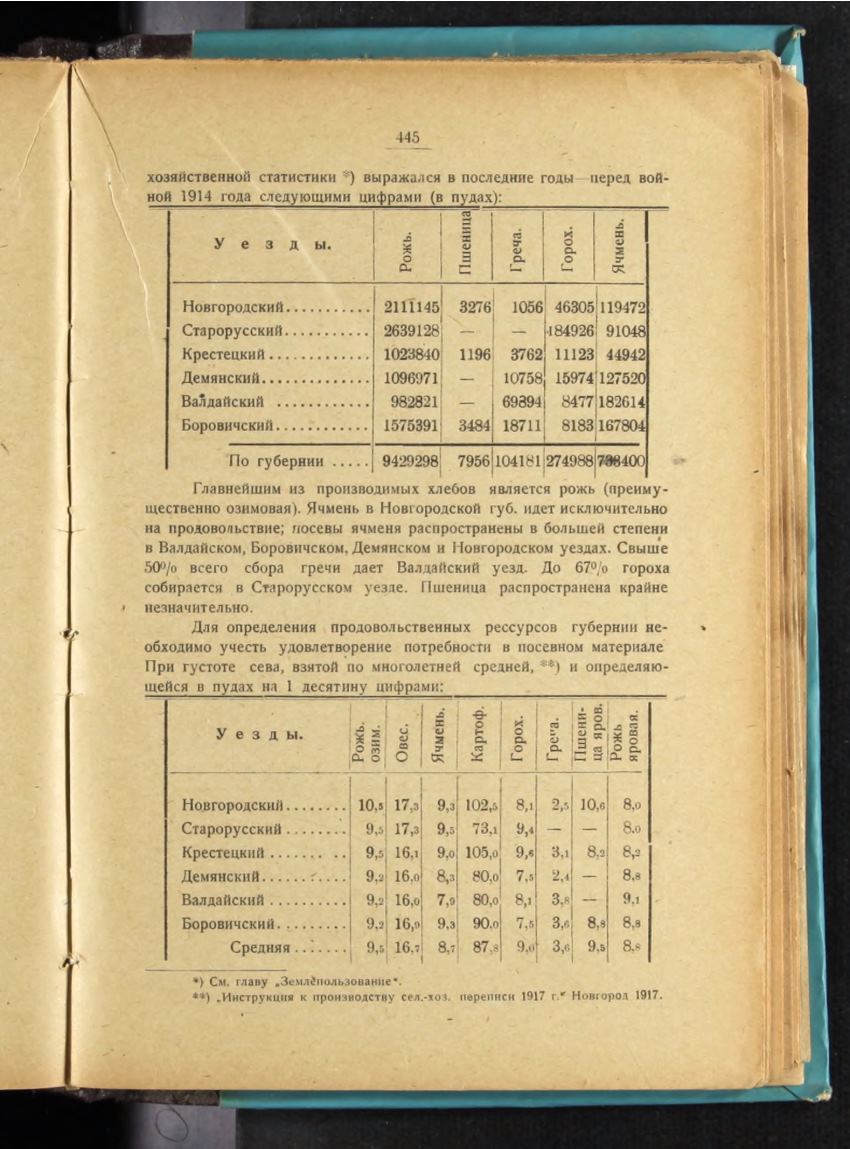 445
хозяйственной статистики *) выражался в последние годы перед вой-
ной 1914 года следующими цифрами (в пудах):
Уезды. Рожь. Пшеница Греча. Горох. Ячмень.
Новгородский........... 2111145 3276 1056 46305 119472
Старорусский........... 2639128 — — 184926 91048
Крестецкий............. 1023840 1196 3762 11123 44942
Демянский.............. 1096971 — 10758 15974 127520
Валдайский ............ 982821 — 69894 8477 182614
Боровичский............ 1575391 3484 18711 8183 167804
По губернии ..... 9429298 7956 104181 274988
Главнейшим из производимых хлебов является рожь (преиму-
щественно озимовая). Ячмень в Новгородской губ. идет исключительно
на продовольствие; посевы ячменя распространены в большей степени
в Валдайском, Боровичском, Демянском и Новгородском уездах. Свыше
50% всего сбора гречи дает Валдайский уезд. До 67% гороха
собирается в Старорусском уезде. Пшеница распространена крайне
незначительно.
Для определения продовольственных рессурсов губернии не-
обходимо учесть удовлетворение потребности в посевном материале
При густоте сева, взятой по многолетней средней, **) и определяю-
щейся в пудах на 1 десятину цифрами:
Уезды. Рожь. озим. Овес. Ячмень. Картоф. Горох. Греча. Пшени-ца яров. Рожь яровая.
Новгородский........ 10,5 17,3 9,3 102,5 8,1 2,5 10,6 8,0
Старорусский ........ 9,5 17,3 9,5 73,1 9,4 — — 8.0
Крестецкий ......... 9,5 16,1 9,0 105,0 9,6 3,1 8,2 8,2
Демянский........... 9,2 16,0 8,3 80,0 7,5 2,4 — 8,8
Валдайский .......... 9,2 16,0 7,9 80,0 8,1 3,8 — 9,1
Боровичский......... 9,2 16,9 9,3 90,0 7,5 3,6 8,8 8,8
Средняя ....... 9,5 16,7 8,7 87,8 9,0 3,6 9,5 8,8
*) См. главу „Землепользование".
**) „Инструкция к производству сел.-хоз. переписи 1917 г." Новгород 1917.